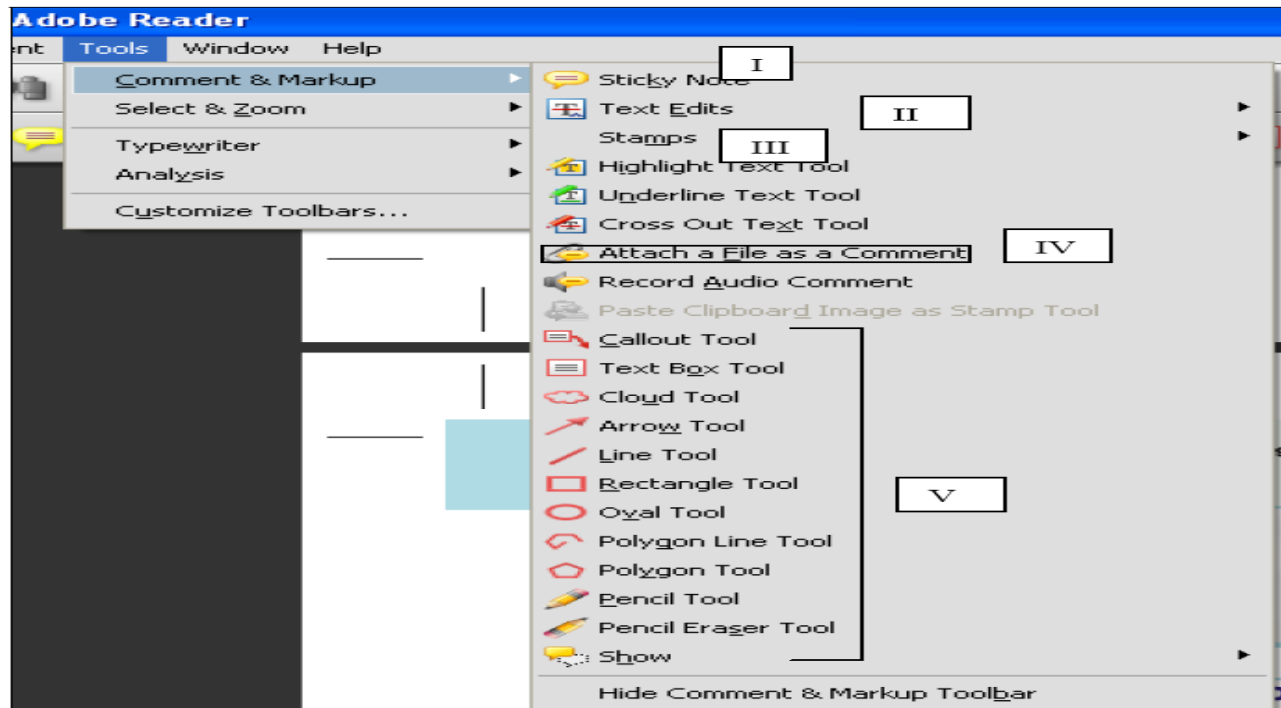 Adobe Reader
ent Tools Window Help
Comment & Markup
Select & Zoom
Typewriter
Analysis
Customize Toolbars...
I
Sticky Note
Text Edits
II
Stamps
III
Highlight Text Tool
Underline Text Tool
Cross Out Text Tool
Attach a File as a Comment
IV
Record Audio Comment
Paste Clipboard Image as Stamp Tool
Callout Tool
Text Box Tool
Cloud Tool
Arrow Tool
Line Tool
Rectangle Tool
V
Oval Tool
Polygon Line Tool
Polygon Tool
Pencil Tool
Pencil Eraser Tool
Show
Hide Comment & Markup Toolbar